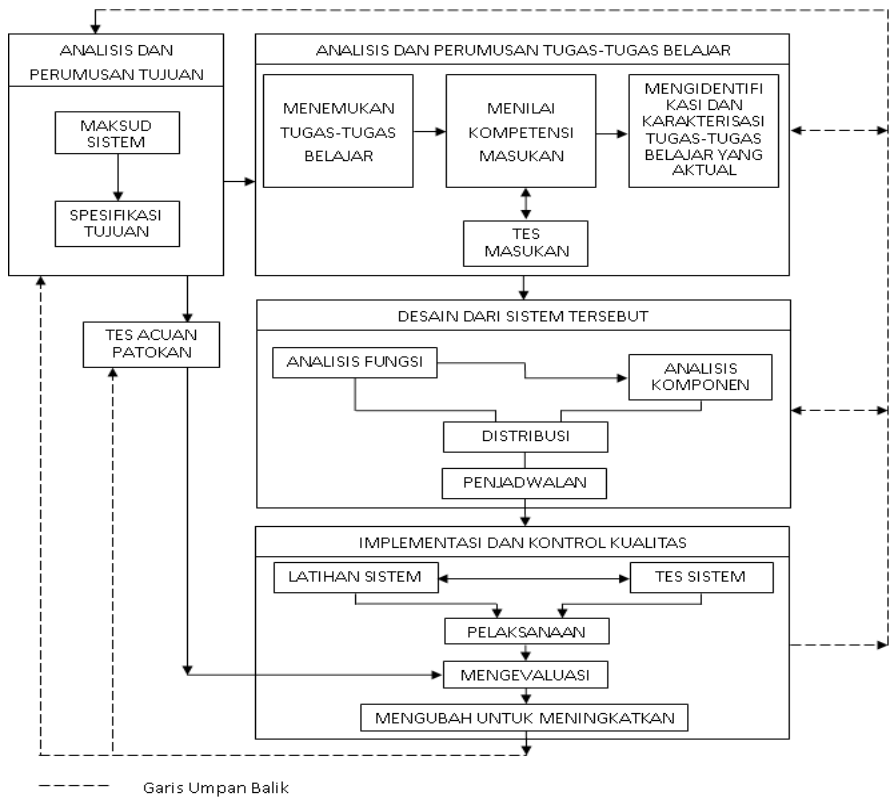 ANALISIS DAN
PERUMUSAN TUJUAN
MAKSUD
SISTEM
SPESIFIKASI
TUJUAN
ANALISIS DAN PERUMUSAN TUGAS-TUGAS BELAJAR
MENEMUKAN
TUGAS-TUGAS
BELAJAR
MENILAI
KOMPETENSI
MASUKAN
MENGIDENTIFI
KASI DAN
KARAKTERISASI
TUGAS-TUGAS
BELAJAR YANG
AKTUAL
TES
MASUKAN
TES ACUAN
PATOKAN
DESAIN DARI SISTEM TERSEBUT
ANALISIS FUNGSI
ANALISIS
KOMPONEN
DISTRIBUSI
PENJADWALAN
IMPLEMENTASI DAN KONTROL KUALITAS
LATIHAN SISTEM
TES SISTEM
PELAKSANAAN
MENGEVALUASI
MENGUBAH UNTUK MENINGKATKAN
Garis Umpan Balik